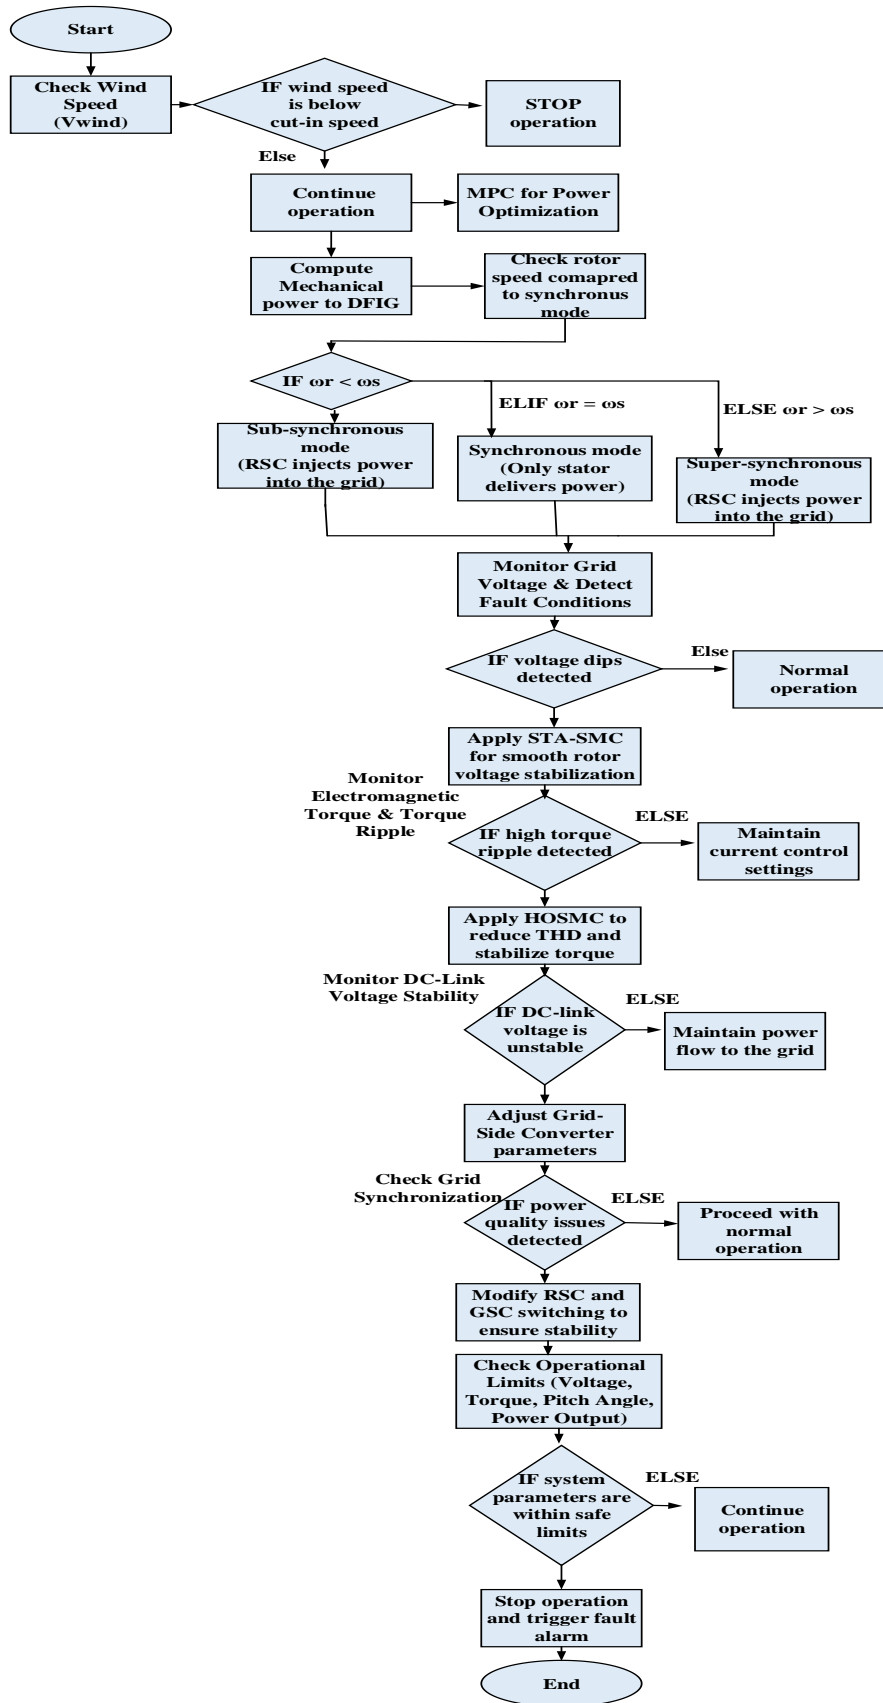 Start
Check Wind
Speed
(Vwind)
IF wind speed
is below
cut-in speed
STOP
operation
Else
Continue
operation
MPC for Power
Optimization
Compute
Mechanical
power to DFIG
Check rotor
speed comapred
to synchronus
mode
IF ωr < ωs
ELIF ωr = ωs
ELSE ωr > ωs
Sub-synchronous
mode
(RSC injects power
into the grid)
Synchronous mode
(Only stator
delivers power)
Super-synchronous
mode
(RSC injects power
into the grid)
Monitor Grid
Voltage & Detect
Fault Conditions
IF voltage dips
detected
Else
Normal
operation
Apply STA-SMC
for smooth rotor
voltage stabilization
Monitor
Electromagnetic
Torque & Torque
Ripple
IF high torque
ripple detected
ELSE
Maintain
current control
settings
Apply HOSMC to
reduce THD and
stabilize torque
Monitor DC-Link
Voltage Stability
IF DC-link
voltage is
unstable
ELSE
Maintain power
flow to the grid
Adjust Grid-
Side Converter
parameters
Check Grid
Synchronization
IF power
quality issues
detected
ELSE
Proceed with
normal
operation
Modify RSC and
GSC switching to
ensure stability
Check Operational
Limits (Voltage,
Torque, Pitch Angle,
Power Output)
IF system
parameters are
within safe
limits
ELSE
Continue
operation
Stop operation
and trigger fault
alarm
End